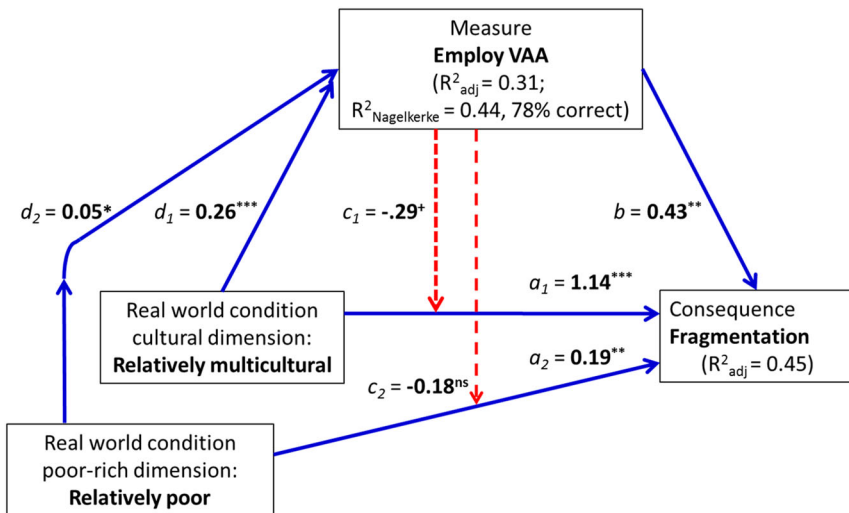 Measure
Employ VAA
(R²adj = 0.31;
R²Nagelkerke = 0.44, 78% correct)
d₂ = 0.05*
d₁ = 0.26***
c₁ = -.29⁺
b = 0.43**
Real world condition
cultural dimension:
Relatively multicultural
a₁ = 1.14***
Consequence
Fragmentation
(R²adj = 0.45)
a₂ = 0.19**
c₂ = -0.18ⁿˢ
Real world condition
poor-rich dimension:
Relatively poor